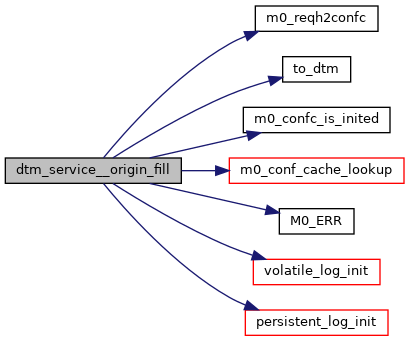 m0_reqh2confc
to_dtm
m0_confc_is_inited
dtm_service__origin_fill
m0_conf_cache_lookup
M0_ERR
volatile_log_init
persistent_log_init